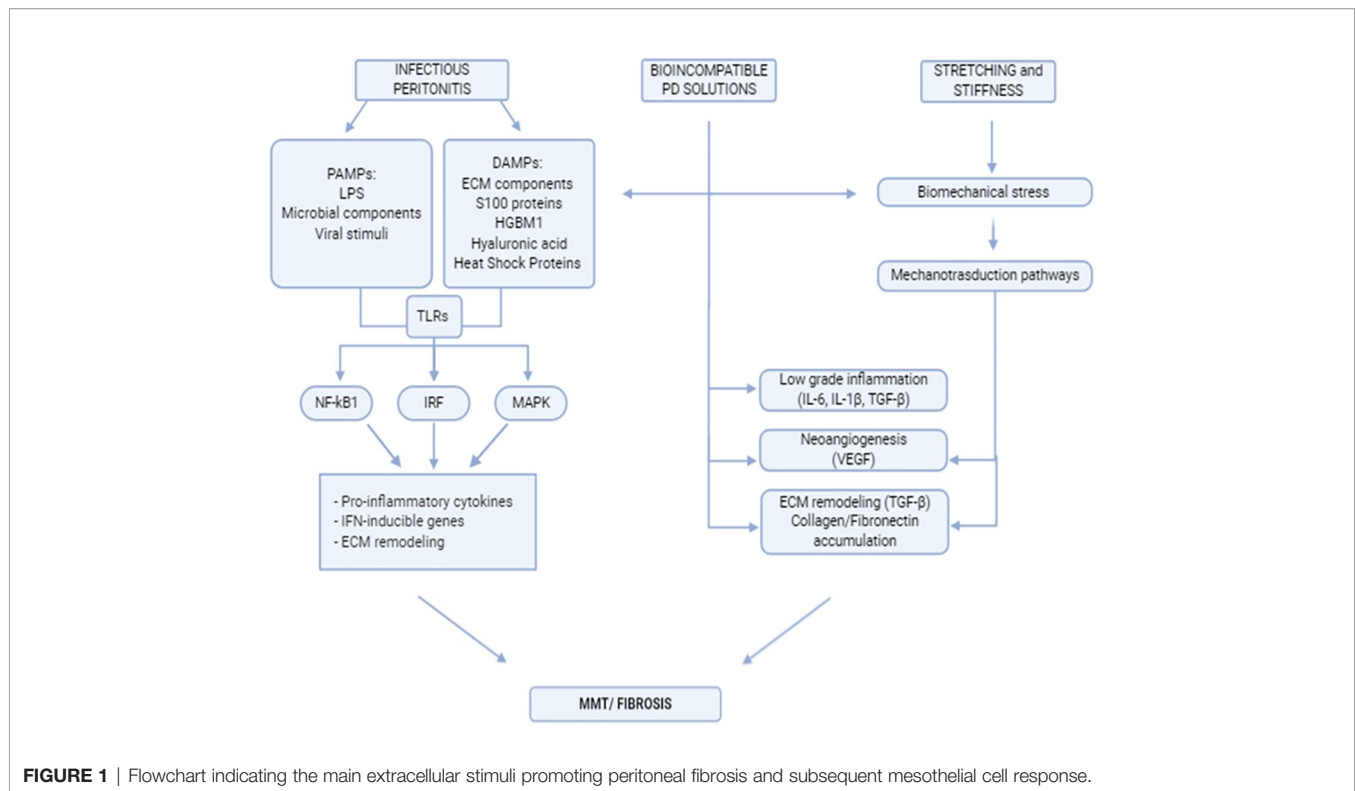 INFECTIOUS
PERITONITIS
BIOINCOMPATIBLE
PD SOLUTIONS
STRETCHING and
STIFFNESS
PAMPs:
LPS
Microbial components
Viral stimuli
DAMPs:
ECM components
S100 proteins
HGBM1
Hyaluronic acid
Heat Shock Proteins
Biomechanical stress
Mechanotrasduction pathways
TLRs
NF-kB1
IRF
MAPK
Low grade inflammation
(IL-6, IL-1β, TGF-β)
Neoangiogenesis
(VEGF)
ECM remodeling (TGF-β)
Collagen/Fibronectin
accumulation
- Pro-inflammatory cytokines
- IFN-inducible genes
- ECM remodeling
MMT/ FIBROSIS
FIGURE 1 | Flowchart indicating the main extracellular stimuli promoting peritoneal fibrosis and subsequent mesothelial cell response.